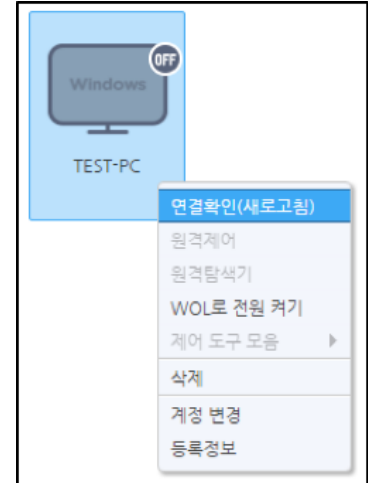 Windows
OFF
TEST-PC
연결확인(새로고침)
원격제어
원격탐색기
WOL로 전원 켜기
제어 도구 모음
삭제
계정 변경
등록정보